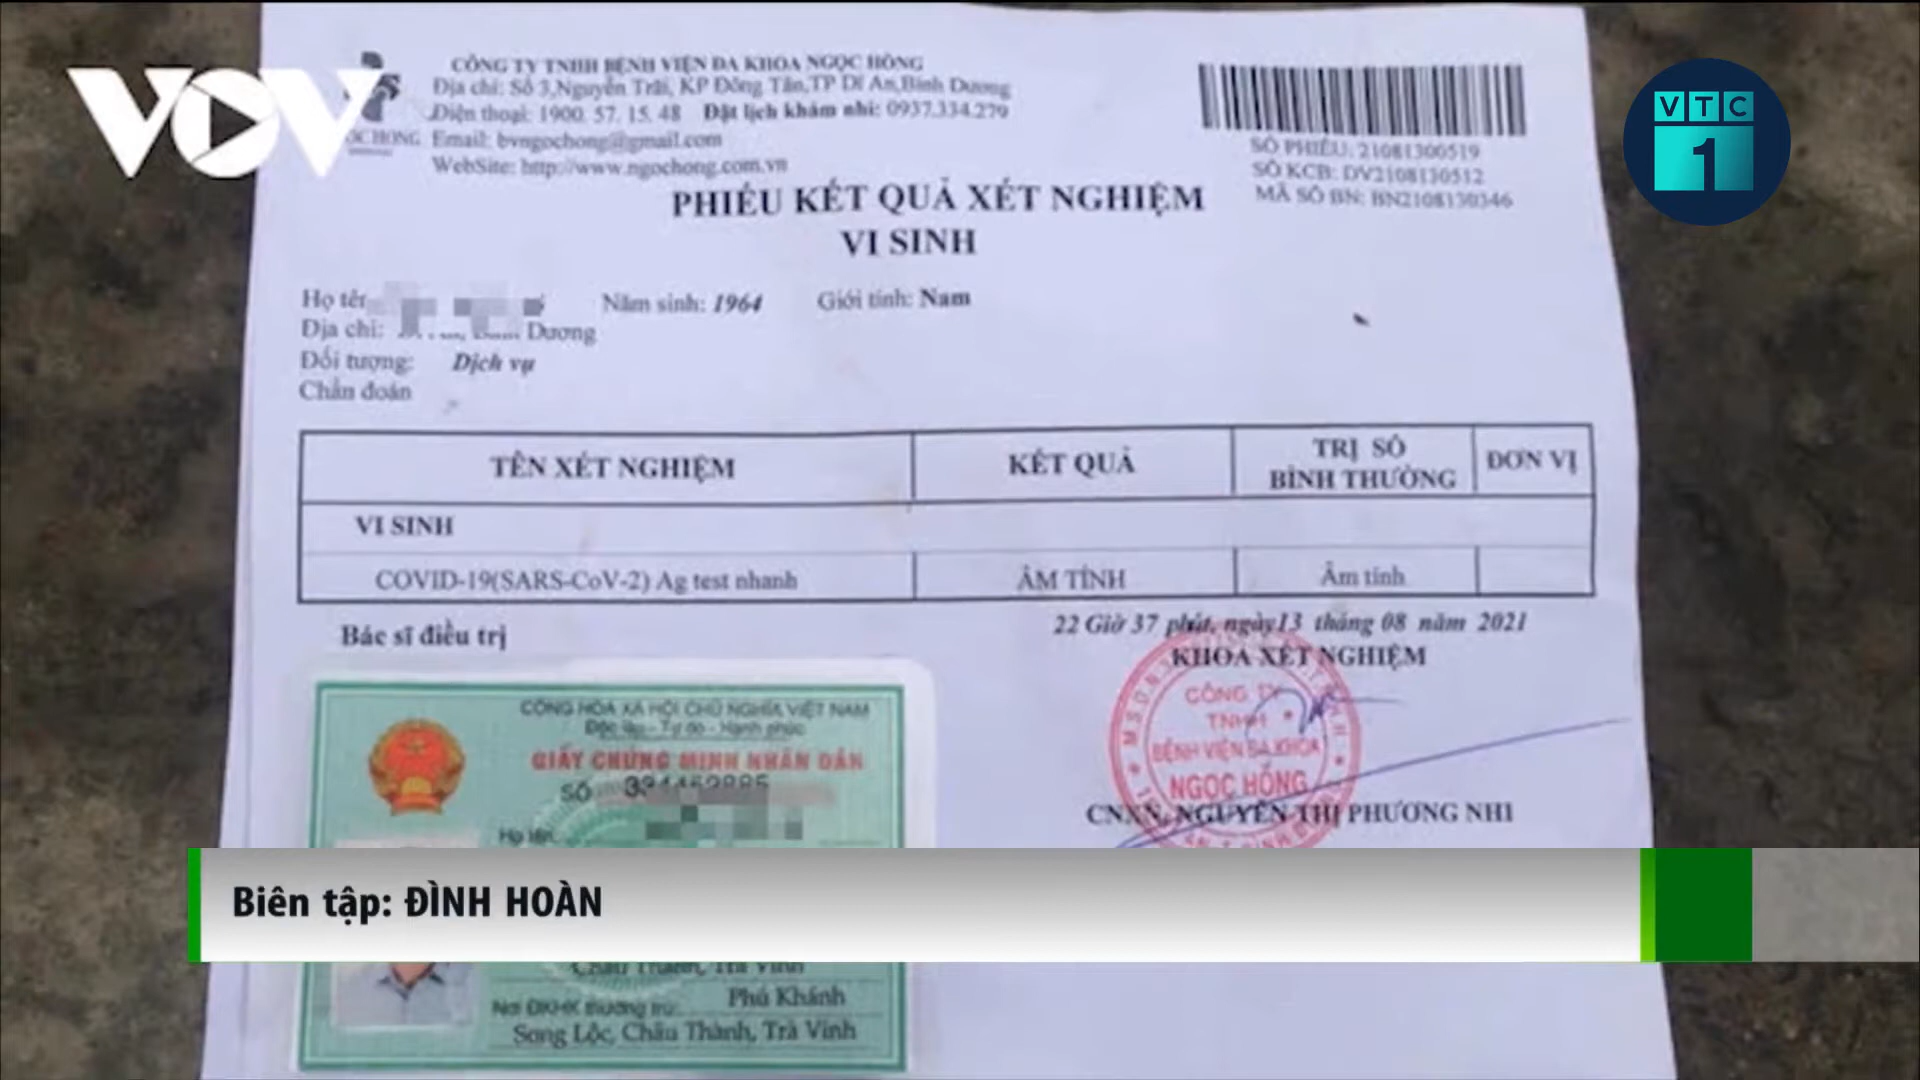 VOV
VTC
1
CÔNG TY TNHH BỆNH VIỆN ĐA KHOA NGỌC HỒNG
Địa chỉ: Số 3,Nguyễn Trãi, KP Đông Tân,TP Dĩ An,Bình Dương
Điện thoại: 1900. 57. 15. 48 Đặt lịch khám nhi: 0937.334.279
Email: bvngochong@gmail.com
WebSite: http://www.ngochong.com.vn
SỐ PHIẾU: 21081300519
SỐ KCB: DV2108130512
MÃ SỐ BN: BN2108130346
PHIẾU KẾT QUẢ XÉT NGHIỆM
VI SINH
Họ tên Năm sinh: 1964 Giới tính: Nam
Địa chỉ: Dương
Đối tượng: Dịch vụ
Chẩn đoán
TÊN XÉT NGHIỆM KẾT QUẢ TRỊ SỐ BÌNH THƯỜNG ĐƠN VỊ
VI SINH
COVID-19(SARS-CoV-2) Ag test nhanh ÂM TÍNH Âm tính
22 Giờ 37 phút, ngày13 tháng 08 năm 2021
Bác sĩ điều trị
KHOA XÉT NGHIỆM
CÔNG TY
TNHH
BỆNH VIỆN ĐA KHOA
NGỌC HỒNG
CNXN. NGUYỄN THỊ PHƯƠNG NHI
CỘNG HÒA XÃ HỘI CHỦ NGHĨA VIỆT NAM
Độc lập - Tự do - Hạnh phúc
GIẤY CHỨNG MINH NHÂN DÂN
SỐ
Họ tên
Biên tập: ĐÌNH HOÀN
Châu Thành, Trà Vinh
Nơi ĐKHK thường trú: Phú Khánh
Song Lộc, Châu Thành, Trà Vinh